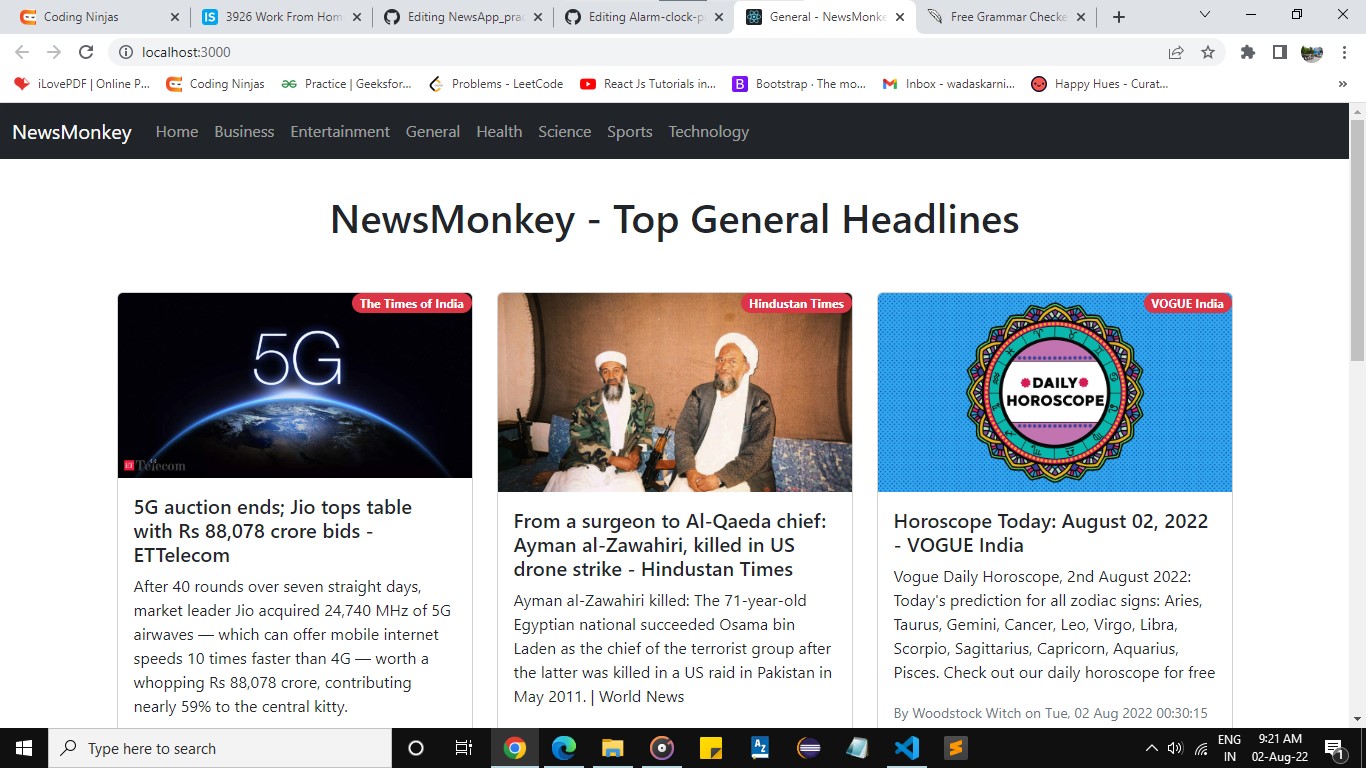 Coding Ninjas
3926 Work From Hom
Editing NewsApp_prac
Editing Alarm-clock-p
General - NewsMonke
Free Grammar Checke
localhost:3000
iLovePDF | Online P...
Coding Ninjas
Practice | Geeksfor...
Problems - LeetCode
React Js Tutorials in...
Bootstrap · The mo...
Inbox - wadaskarni...
Happy Hues - Curat...
NewsMonkey
Home
Business
Entertainment
General
Health
Science
Sports
Technology
NewsMonkey - Top General Headlines
The Times of India
5G
ET Telecom
5G auction ends; Jio tops table
with Rs 88,078 crore bids -
ETTelecom
After 40 rounds over seven straight days,
market leader Jio acquired 24,740 MHz of 5G
airwaves — which can offer mobile internet
speeds 10 times faster than 4G — worth a
whopping Rs 88,078 crore, contributing
nearly 59% to the central kitty.
Hindustan Times
From a surgeon to Al-Qaeda chief:
Ayman al-Zawahiri, killed in US
drone strike - Hindustan Times
Ayman al-Zawahiri killed: The 71-year-old
Egyptian national succeeded Osama bin
Laden as the chief of the terrorist group after
the latter was killed in a US raid in Pakistan in
May 2011. | World News
VOGUE India
DAILY
HOROSCOPE
Horoscope Today: August 02, 2022
- VOGUE India
Vogue Daily Horoscope, 2nd August 2022:
Today's prediction for all zodiac signs: Aries,
Taurus, Gemini, Cancer, Leo, Virgo, Libra,
Scorpio, Sagittarius, Capricorn, Aquarius,
Pisces. Check out our daily horoscope for free
By Woodstock Witch on Tue, 02 Aug 2022 00:30:15
Type here to search
ENG
IN
9:21 AM
02-Aug-22
1